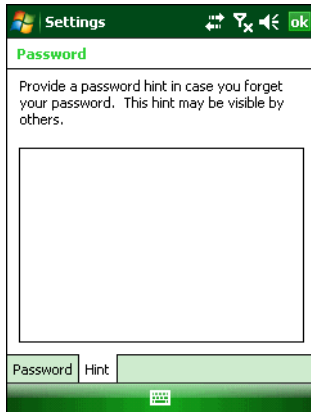 Settings
ok
Password
Provide a password hint in case you forget
your password. This hint may be visible by
others.
Password Hint